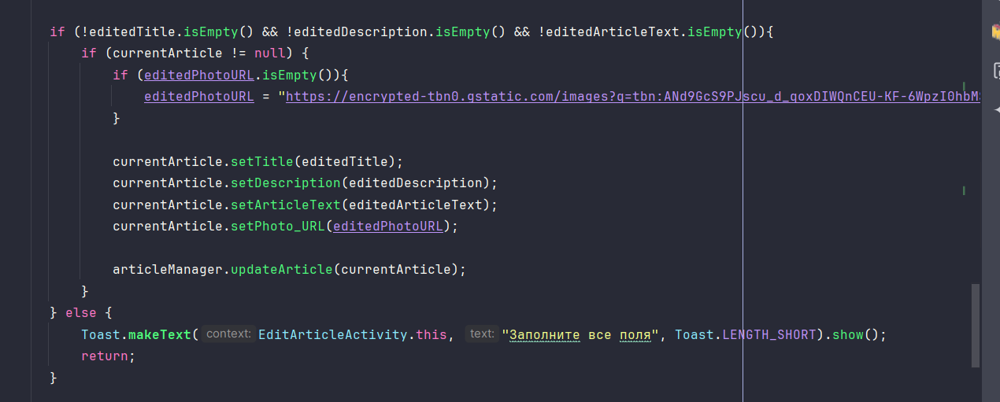 if (!editedTitle.isEmpty() && !editedDescription.isEmpty() && !editedArticleText.isEmpty()){
if (currentArticle != null) {
if (editedPhotoURL.isEmpty()){
editedPhotoURL = "https://encrypted-tbn0.gstatic.com/images?q=tbn:ANd9GcS9PJscu_d_qoxDIWQnCEU-KF-6WpzI0hbM
}
currentArticle.setTitle(editedTitle);
currentArticle.setDescription(editedDescription);
currentArticle.setArticleText(editedArticleText);
currentArticle.setPhoto_URL(editedPhotoURL);
articleManager.updateArticle(currentArticle);
}
} else {
Toast.makeText( context: EditArticleActivity.this, text: "Заполните все поля", Toast.LENGTH_SHORT).show();
return;
}